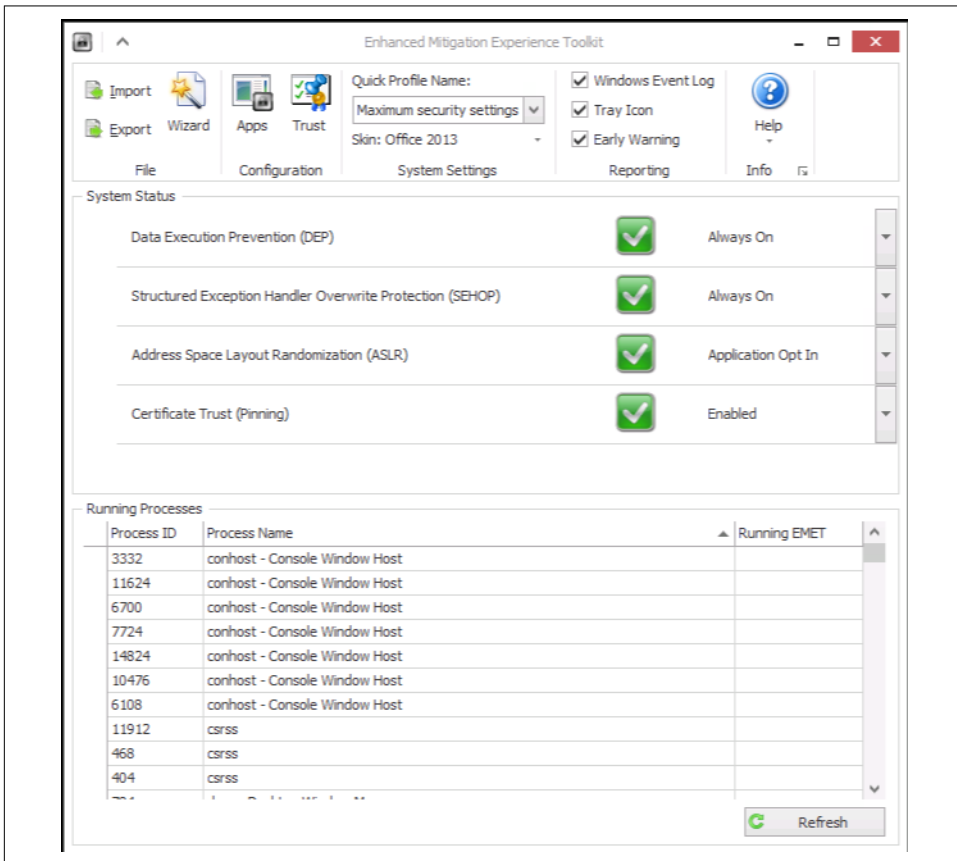 Enhanced Mitigation Experience Toolkit
Import
Export
Wizard
File
Apps
Trust
Configuration
Quick Profile Name:
Maximum security settings
Skin: Office 2013
System Settings
Windows Event Log
Tray Icon
Early Warning
Reporting
Help
Info
System Status
Data Execution Prevention (DEP) Always On
Structured Exception Handler Overwrite Protection (SEHOP) Always On
Address Space Layout Randomization (ASLR) Application Opt In
Certificate Trust (Pinning) Enabled
Running Processes
Process ID Process Name Running EMET
3332 conhost - Console Window Host
11624 conhost - Console Window Host
6700 conhost - Console Window Host
7724 conhost - Console Window Host
14824 conhost - Console Window Host
10476 conhost - Console Window Host
6108 conhost - Console Window Host
11912 csrss
468 csrss
404 csrss
Refresh